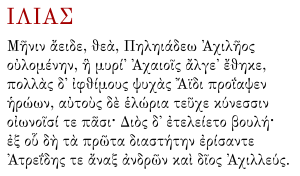 ΙΛΙΑΣ
Μῆνιν ἄειδε, θεὰ, Πηληιάδεω Ἀχιλῆος
οὐλομένην, ἣ μυρί' Ἀχαιοῖς ἄλγε' ἔθηκε,
πολλὰς δ' ἰφθίμους ψυχὰς Ἄϊδι προΐαψεν
ἡρώων, αὐτοὺς δὲ ἑλώρια τεῦχε κύνεσσιν
οἰωνοῖσί τε πᾶσι· Διὸς δ' ἐτελείετο βουλή·
ἐξ οὗ δὴ τὰ πρῶτα διαστήτην ἐρίσαντε
Ἀτρεΐδης τε ἄναξ ἀνδρῶν καὶ δῖος Ἀχιλλεύς.